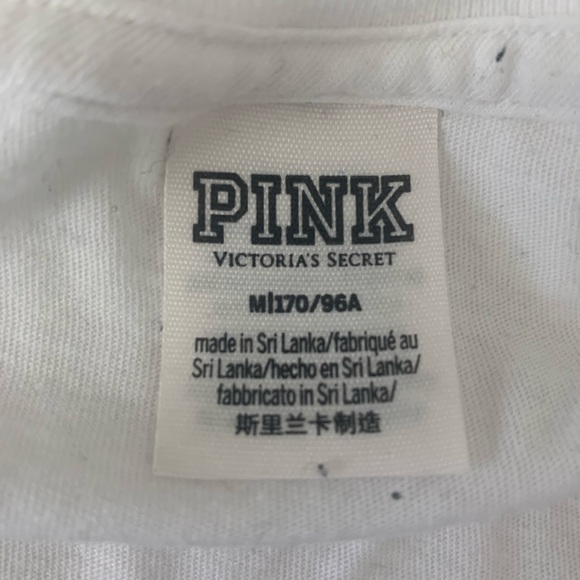 PINK
VICTORIA'S SECRET
M|170/96A
made in Sri Lanka/fabriqué au
Sri Lanka/hecho en Sri Lanka/
fabbricato in Sri Lanka/
斯里兰卡制造